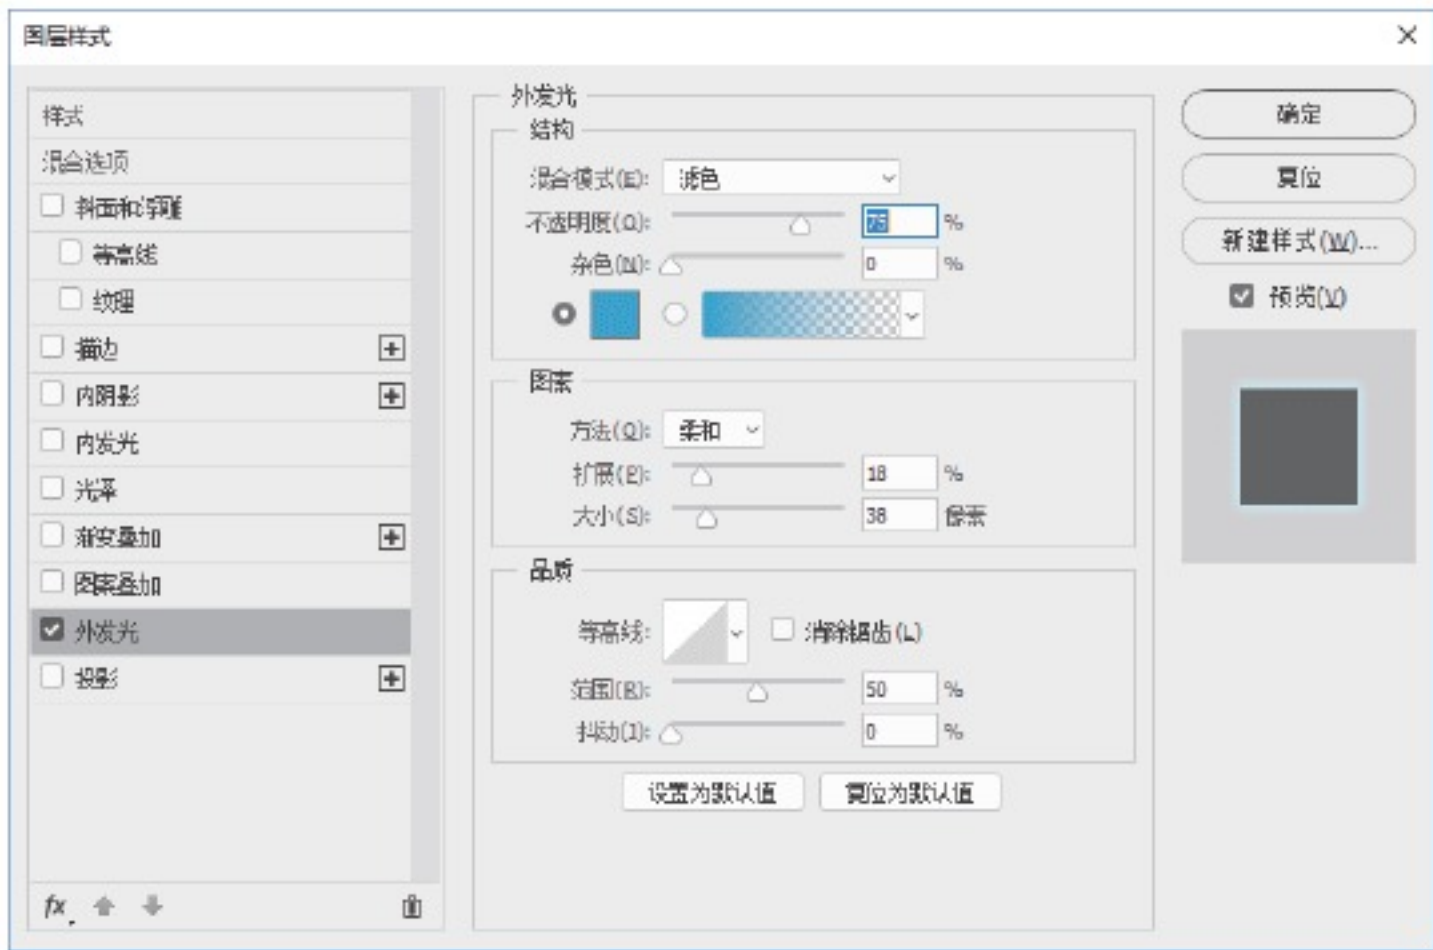 图层样式
样式
混合选项
斜面和浮雕
等高线
纹理
描边
内阴影
内发光
光泽
渐变叠加
图案叠加
外发光
投影
fx
外发光
结构
混合模式(E): 滤色
不透明度(O): 75 %
杂色(N): 0 %
图素
方法(Q): 柔和
扩展(P): 18 %
大小(S): 38 像素
品质
等高线: 消除锯齿(L)
范围(R): 50 %
抖动(J): 0 %
设置为默认值 复位为默认值
确定
复位
新建样式(W)...
预览(V)